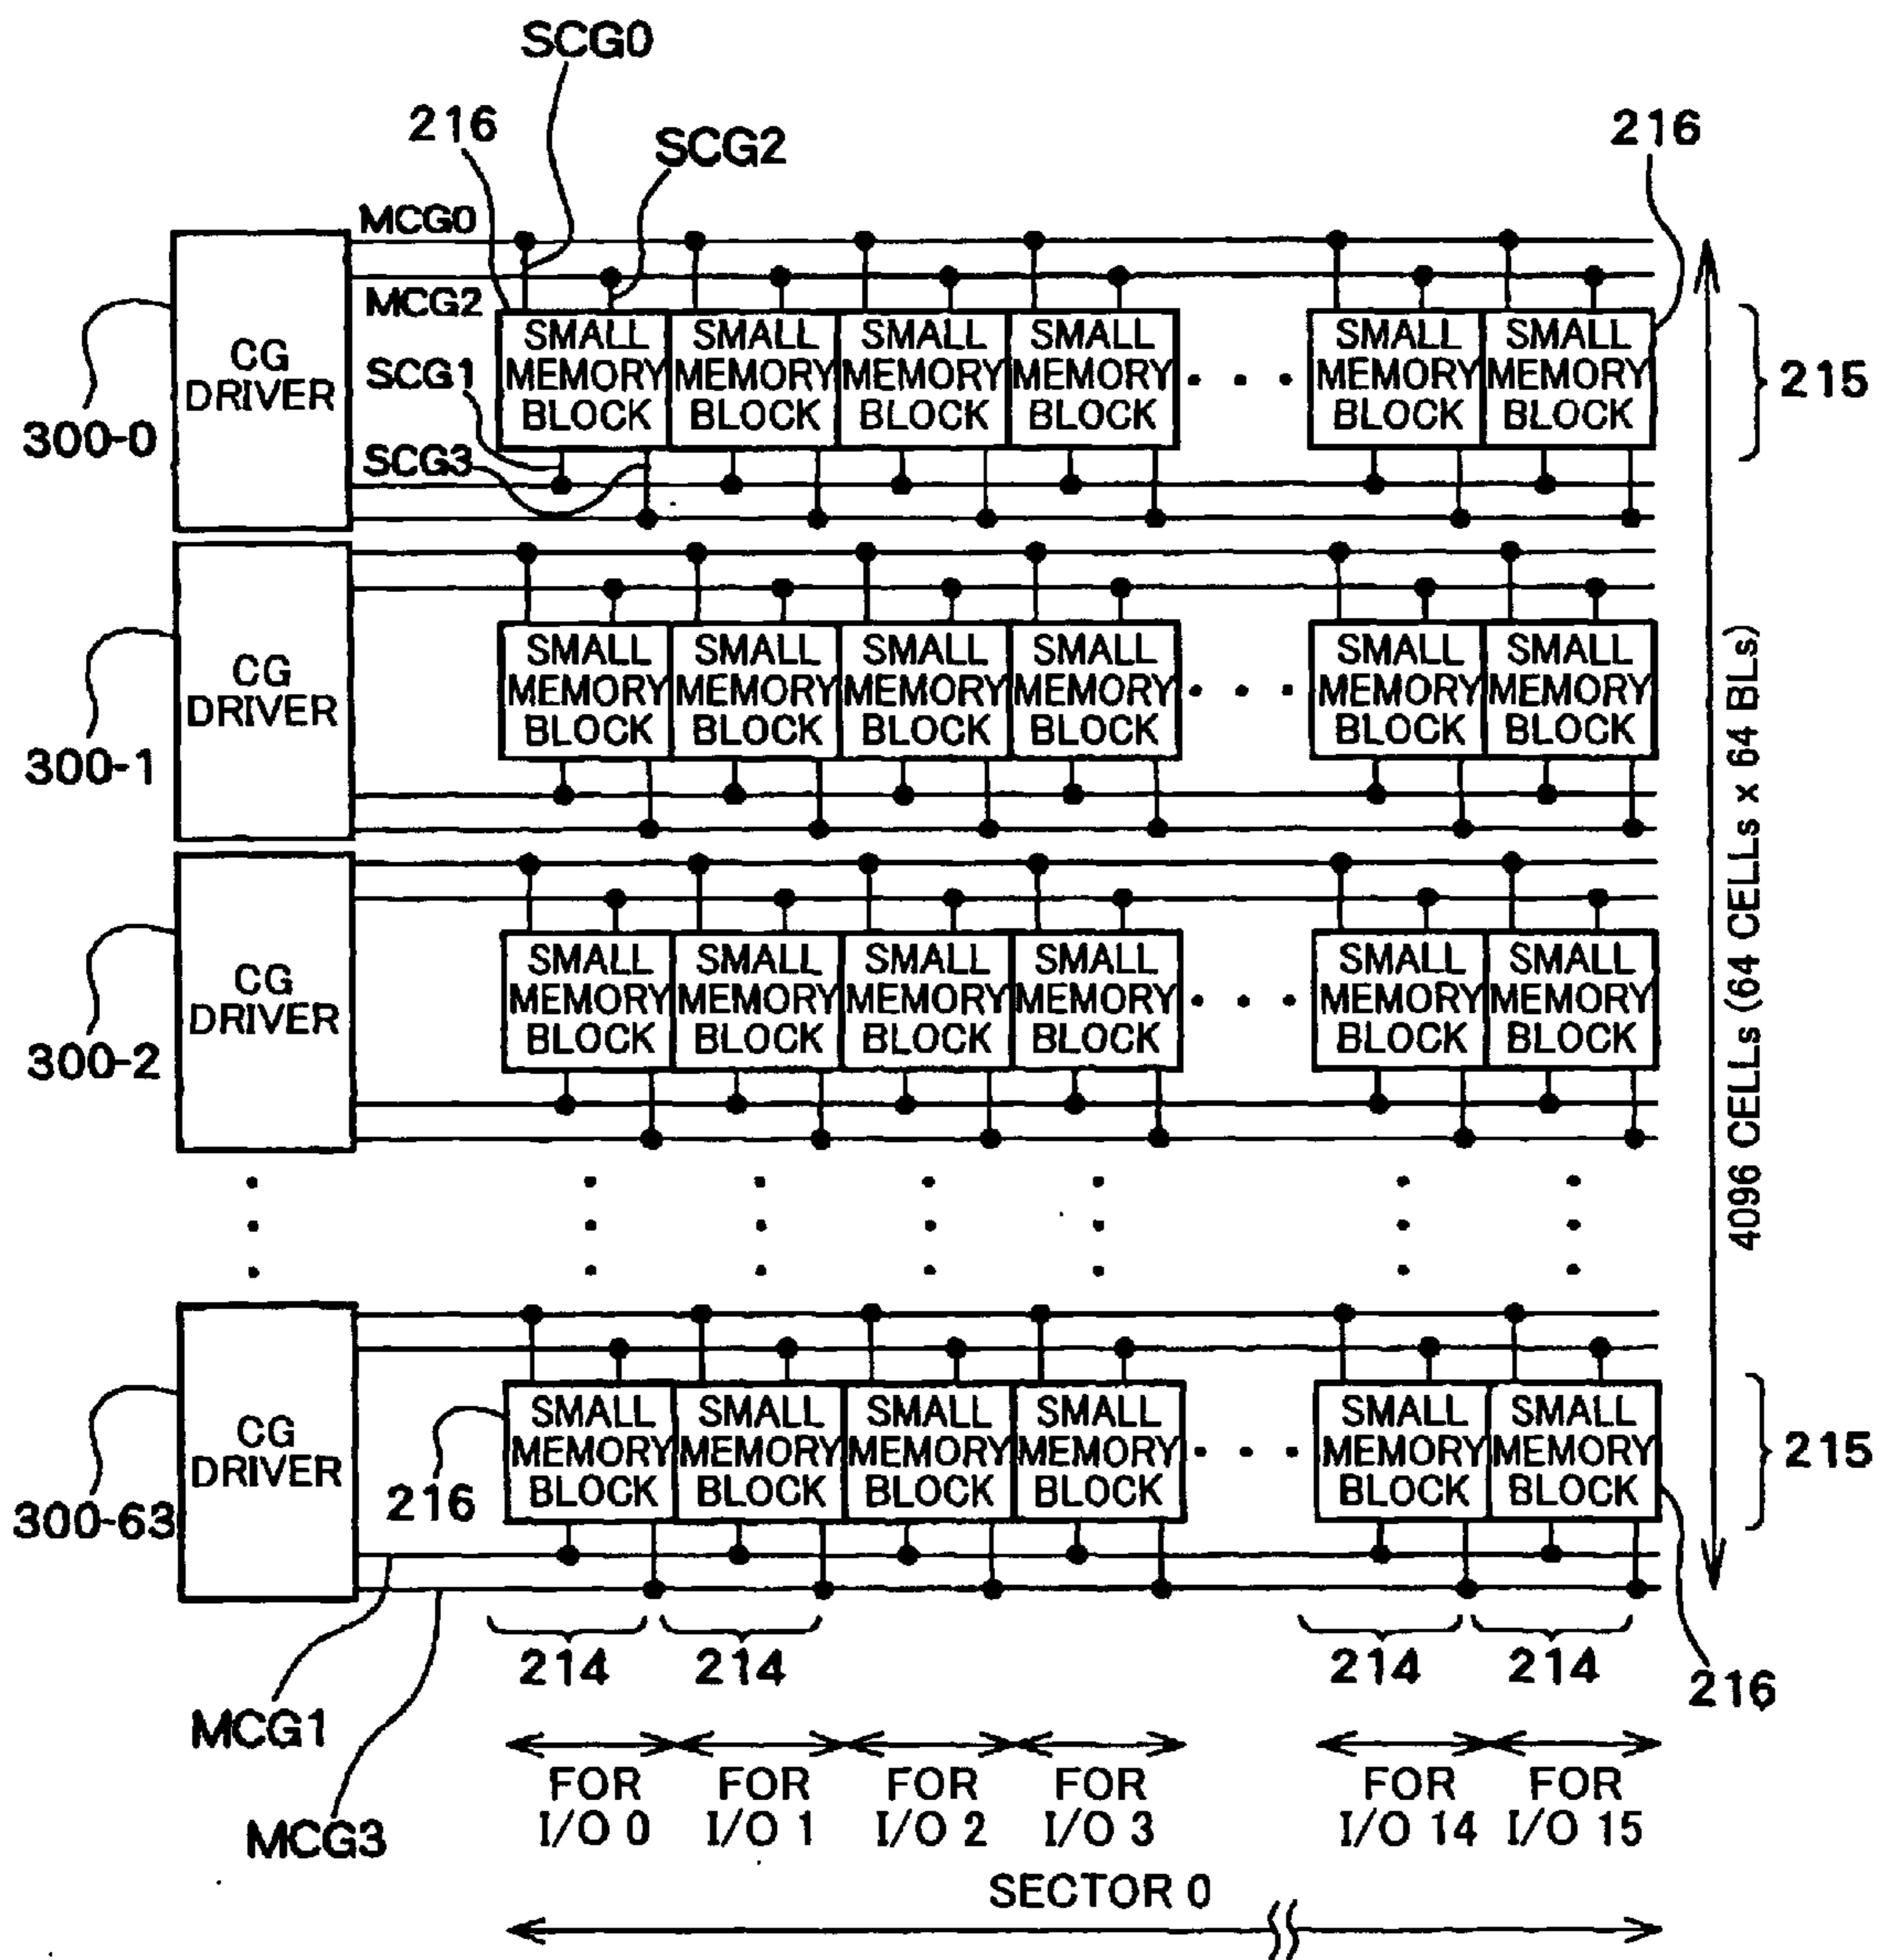 SCG0
216
SCG2
216
MCG0
MCG2
SCG1
SCG3
300-0
CG
DRIVER
SMALL
MEMORY
BLOCK
SMALL
MEMORY
BLOCK
SMALL
MEMORY
BLOCK
SMALL
MEMORY
BLOCK
. . .
SMALL
MEMORY
BLOCK
SMALL
MEMORY
BLOCK
215
300-1
CG
DRIVER
SMALL
MEMORY
BLOCK
SMALL
MEMORY
BLOCK
SMALL
MEMORY
BLOCK
SMALL
MEMORY
BLOCK
. . .
SMALL
MEMORY
BLOCK
SMALL
MEMORY
BLOCK
4096 CELLs (64 CELLs x 64 BLs)
300-2
CG
DRIVER
SMALL
MEMORY
BLOCK
SMALL
MEMORY
BLOCK
SMALL
MEMORY
BLOCK
SMALL
MEMORY
BLOCK
. . .
SMALL
MEMORY
BLOCK
SMALL
MEMORY
BLOCK
300-63
CG
DRIVER
216
SMALL
MEMORY
BLOCK
SMALL
MEMORY
BLOCK
SMALL
MEMORY
BLOCK
SMALL
MEMORY
BLOCK
. . .
SMALL
MEMORY
BLOCK
SMALL
MEMORY
BLOCK
215
216
MCG1
MCG3
214
214
214
214
FOR
I/O 0
FOR
I/O 1
FOR
I/O 2
FOR
I/O 3
FOR
I/O 14
FOR
I/O 15
SECTOR 0